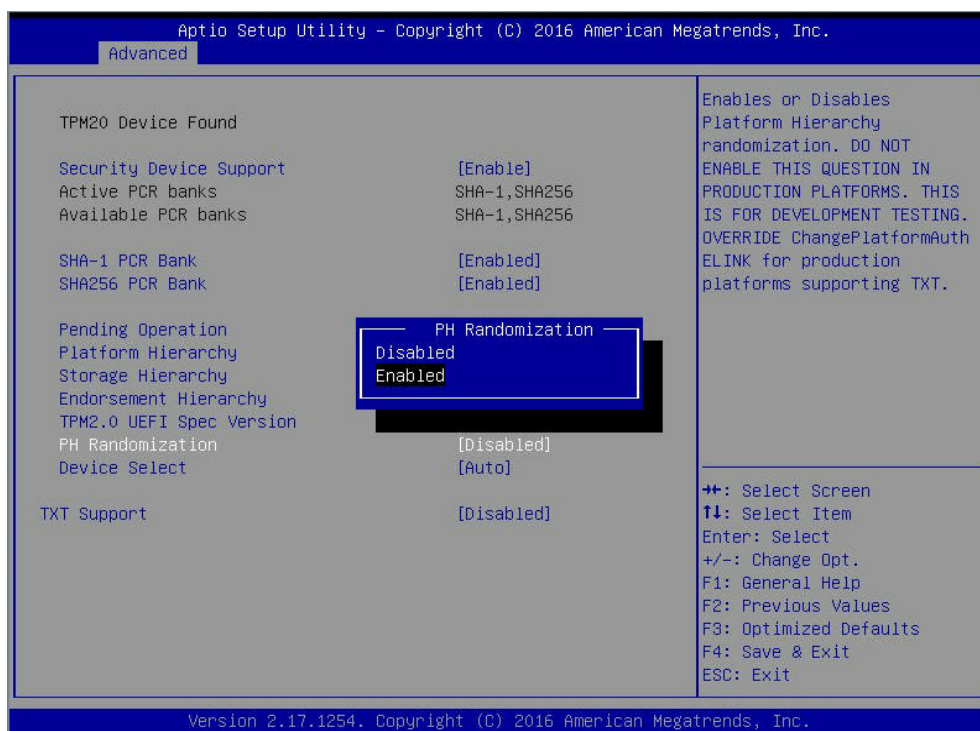 Aptio Setup Utility – Copyright (C) 2016 American Megatrends, Inc.
Advanced
TPM20 Device Found
Security Device Support [Enable]
Active PCR banks SHA-1,SHA256
Available PCR banks SHA-1,SHA256
SHA-1 PCR Bank [Enabled]
SHA256 PCR Bank [Enabled]
Pending Operation
Platform Hierarchy
Storage Hierarchy
Endorsement Hierarchy
TPM2.0 UEFI Spec Version
PH Randomization [Disabled]
Device Select [Auto]
TXT Support [Disabled]
PH Randomization
Disabled
Enabled
Enables or Disables
Platform Hierarchy
randomization. DO NOT
ENABLE THIS QUESTION IN
PRODUCTION PLATFORMS. THIS
IS FOR DEVELOPMENT TESTING.
OVERRIDE ChangePlatformAuth
ELINK for production
platforms supporting TXT.
→←: Select Screen
↑↓: Select Item
Enter: Select
+/-: Change Opt.
F1: General Help
F2: Previous Values
F3: Optimized Defaults
F4: Save & Exit
ESC: Exit
Version 2.17.1254. Copyright (C) 2016 American Megatrends, Inc.